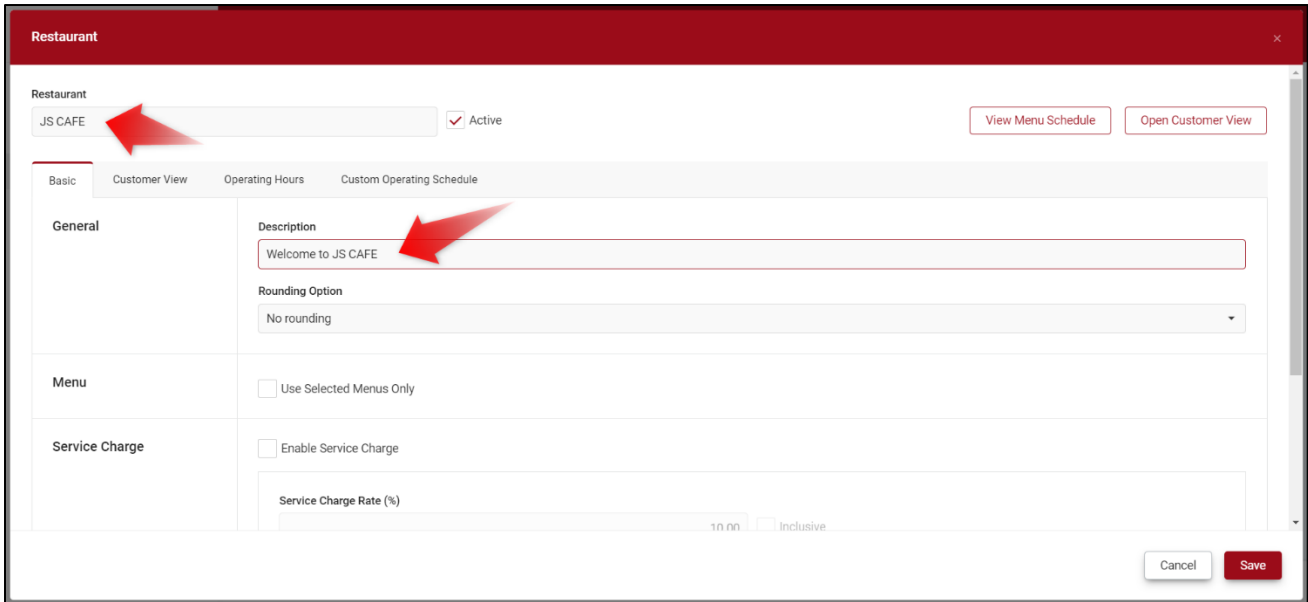 Restaurant
×
Restaurant
JS CAFE
Active
View Menu Schedule
Open Customer View
Basic
Customer View
Operating Hours
Custom Operating Schedule
General
Description
Welcome to JS CAFE
Rounding Option
No rounding
Menu
Use Selected Menus Only
Service Charge
Enable Service Charge
Service Charge Rate (%)
10.00
Inclusive
Cancel
Save